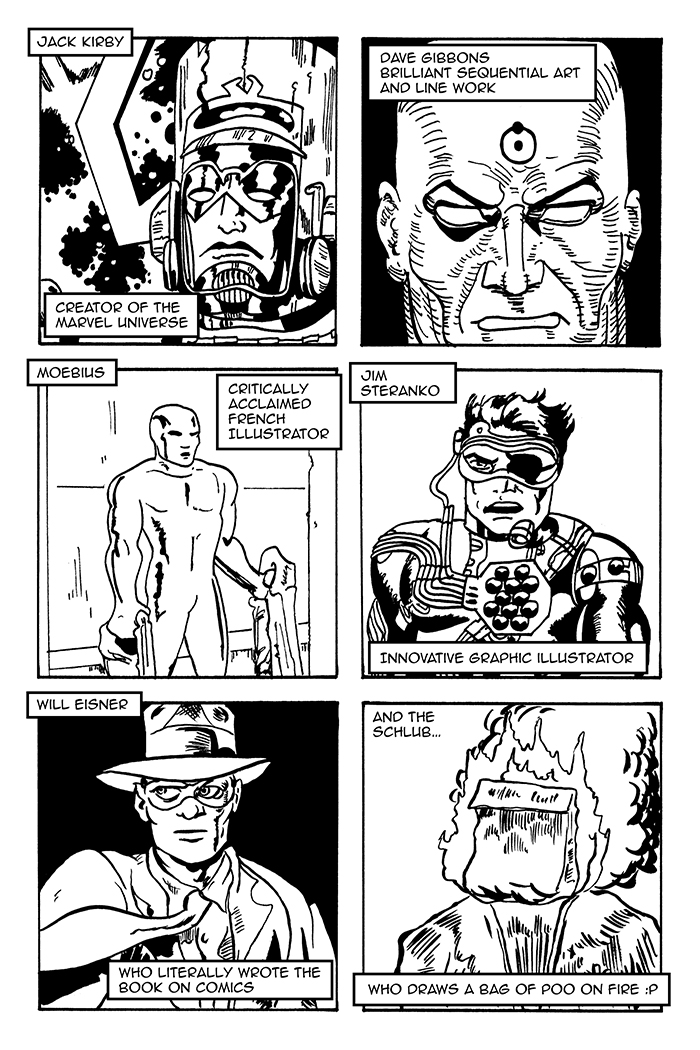 JACK KIRBY
CREATOR OF THE
MARVEL UNIVERSE
DAVE GIBBONS
BRILLIANT SEQUENTIAL ART
AND LINE WORK
MOEBIUS
CRITICALLY
ACCLAIMED
FRENCH
ILLUSTRATOR
JIM
STERANKO
INNOVATIVE GRAPHIC ILLUSTRATOR
WILL EISNER
WHO LITERALLY WROTE THE
BOOK ON COMICS
AND THE
SCHLUB...
WHO DRAWS A BAG OF POO ON FIRE :P